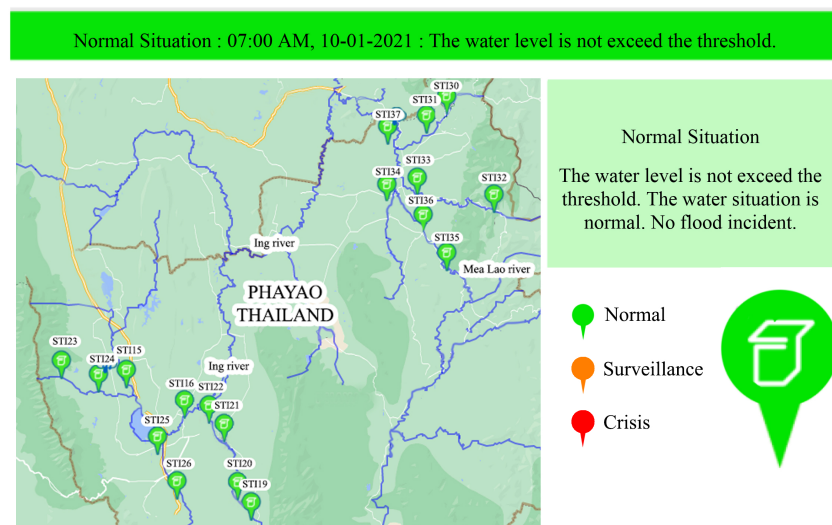 Normal Situation : 07:00 AM, 10-01-2021 : The water level is not exceed the threshold.
STI30
STI31
STI37
STI33
STI34
STI32
STI36
STI35
Ing river
Mea Lao river
PHAYAO
THAILAND
STI23
STI15
STI24
Ing river
STI16
STI22
STI21
STI25
STI26
STI20
STI19
Normal Situation
The water level is not exceed the
threshold. The water situation is
normal. No flood incident.
Normal
Surveillance
Crisis